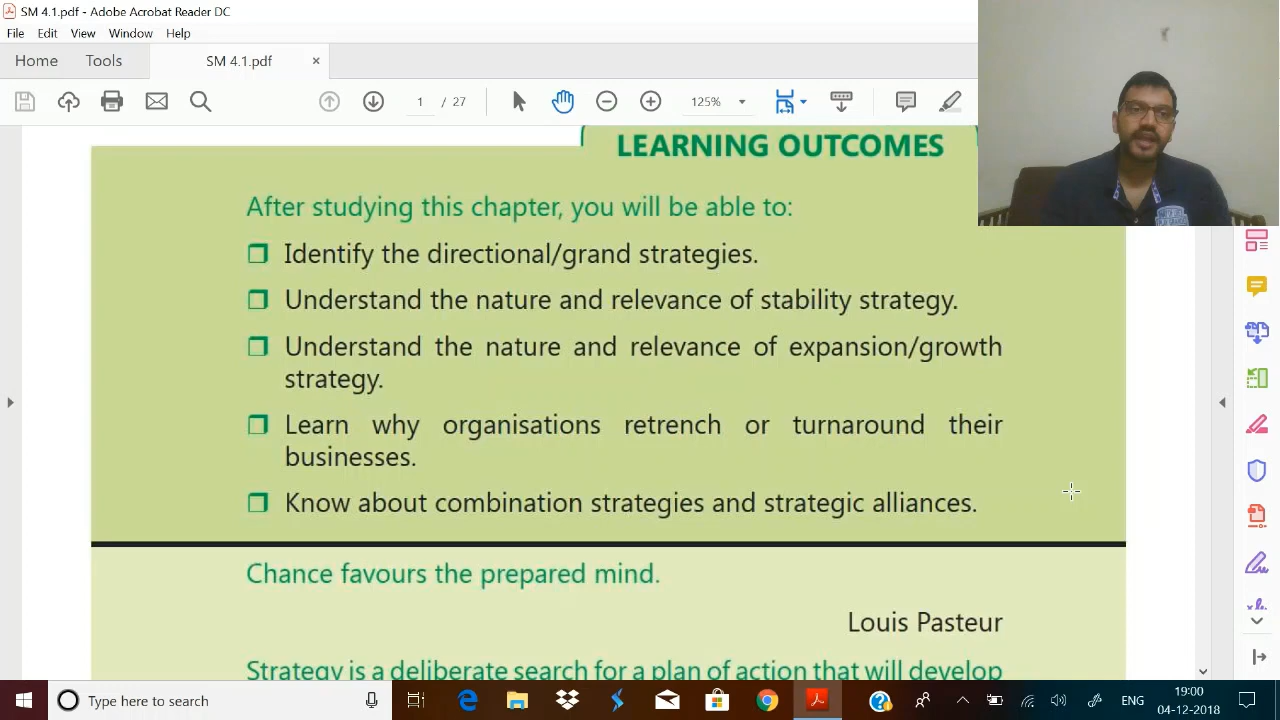 SM 4.1.pdf - Adobe Acrobat Reader DC
File Edit View Window Help
Home Tools SM 4.1.pdf ×
1 / 27 125%
LEARNING OUTCOMES
After studying this chapter, you will be able to:
Identify the directional/grand strategies.
Understand the nature and relevance of stability strategy.
Understand the nature and relevance of expansion/growth
strategy.
Learn why organisations retrench or turnaround their
businesses.
Know about combination strategies and strategic alliances.
Chance favours the prepared mind.
Louis Pasteur
Strategy is a deliberate search for a plan of action that will develop
Type here to search
ENG
19:00
04-12-2018